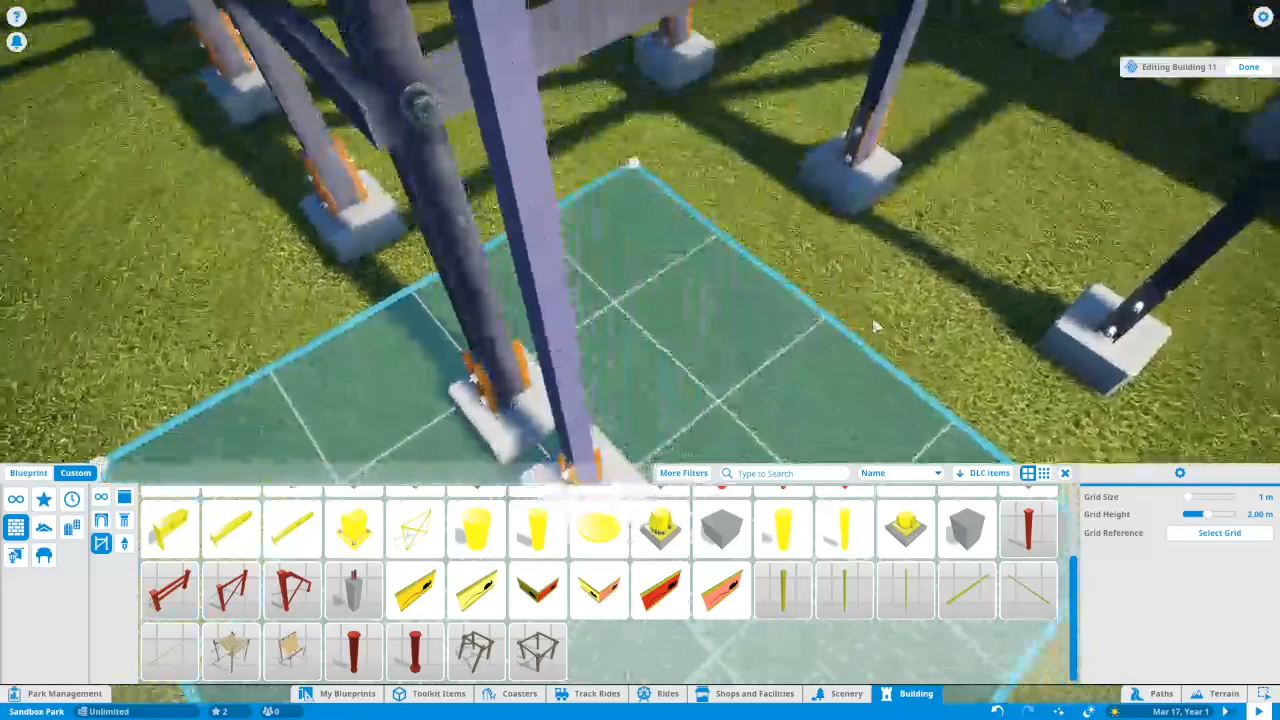 Editing Building 11 Done
Blueprint Custom More Filters Type to Search Name DLC items
Grid Size 1 m
Grid Height 2.00 m
Grid Reference Select Grid
Park Management My Blueprints Toolkit Items Coasters Track Rides Rides Shops and Facilities Scenery Building Paths Terrain
Sandbox Park Unlimited 2 0 Mar 17, Year 1